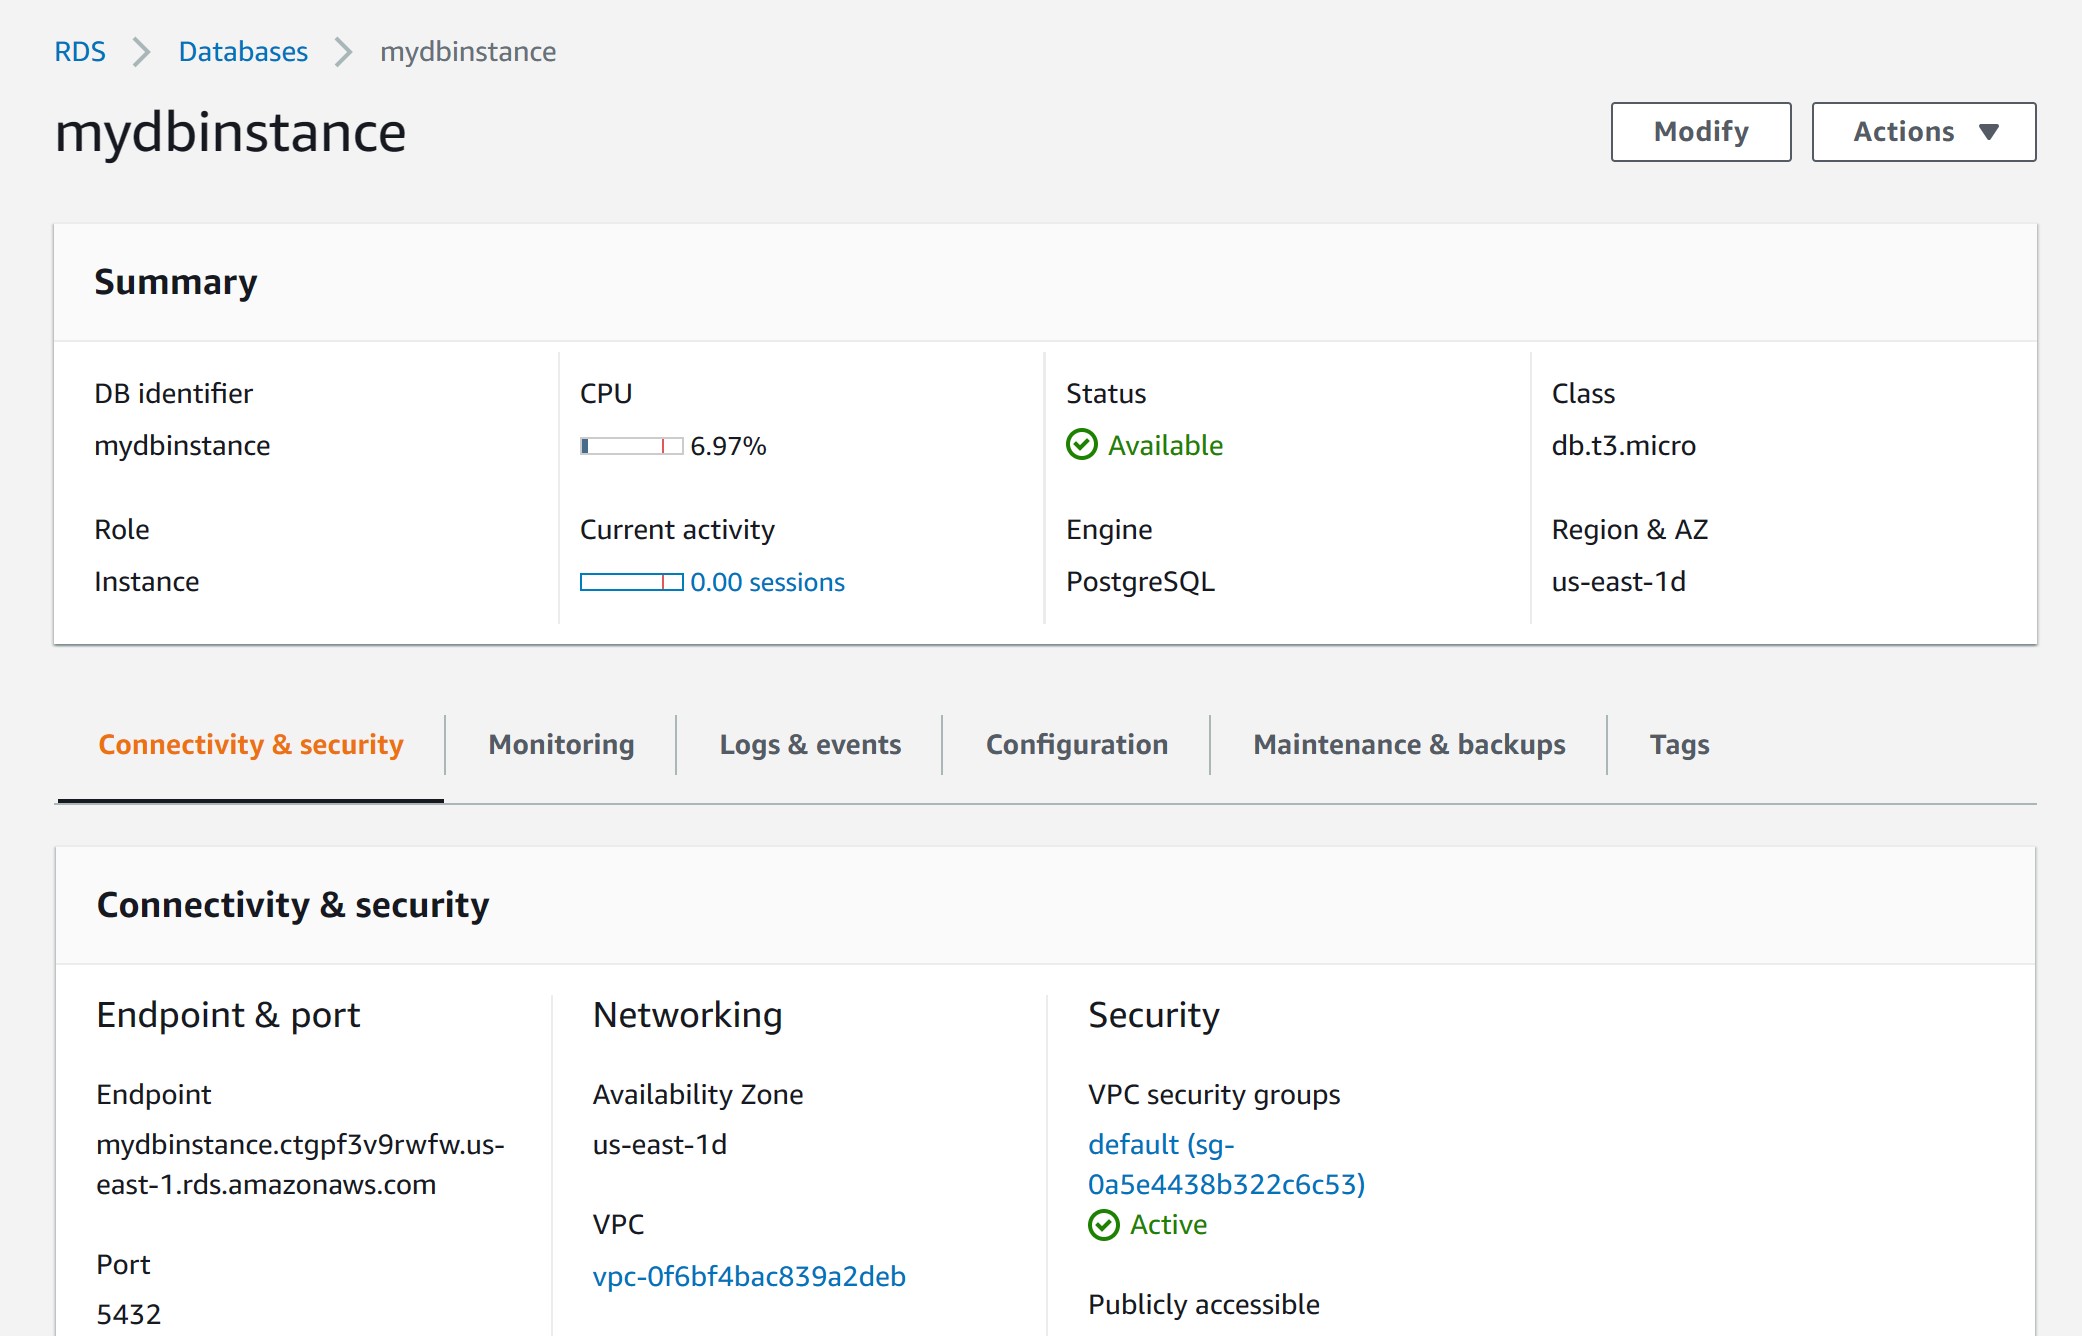 RDS > Databases > mydbinstance
mydbinstance
Modify
Actions
Summary
DB identifier
mydbinstance
CPU
6.97%
Status
Available
Class
db.t3.micro
Role
Instance
Current activity
0.00 sessions
Engine
PostgreSQL
Region & AZ
us-east-1d
Connectivity & security
Monitoring
Logs & events
Configuration
Maintenance & backups
Tags
Connectivity & security
Endpoint & port
Endpoint
mydbinstance.ctgpf3v9rwfw.us-
east-1.rds.amazonaws.com
Port
5432
Networking
Availability Zone
us-east-1d
VPC
vpc-0f6bf4bac839a2deb
Security
VPC security groups
default (sg-
0a5e4438b322c6c53)
Active
Publicly accessible